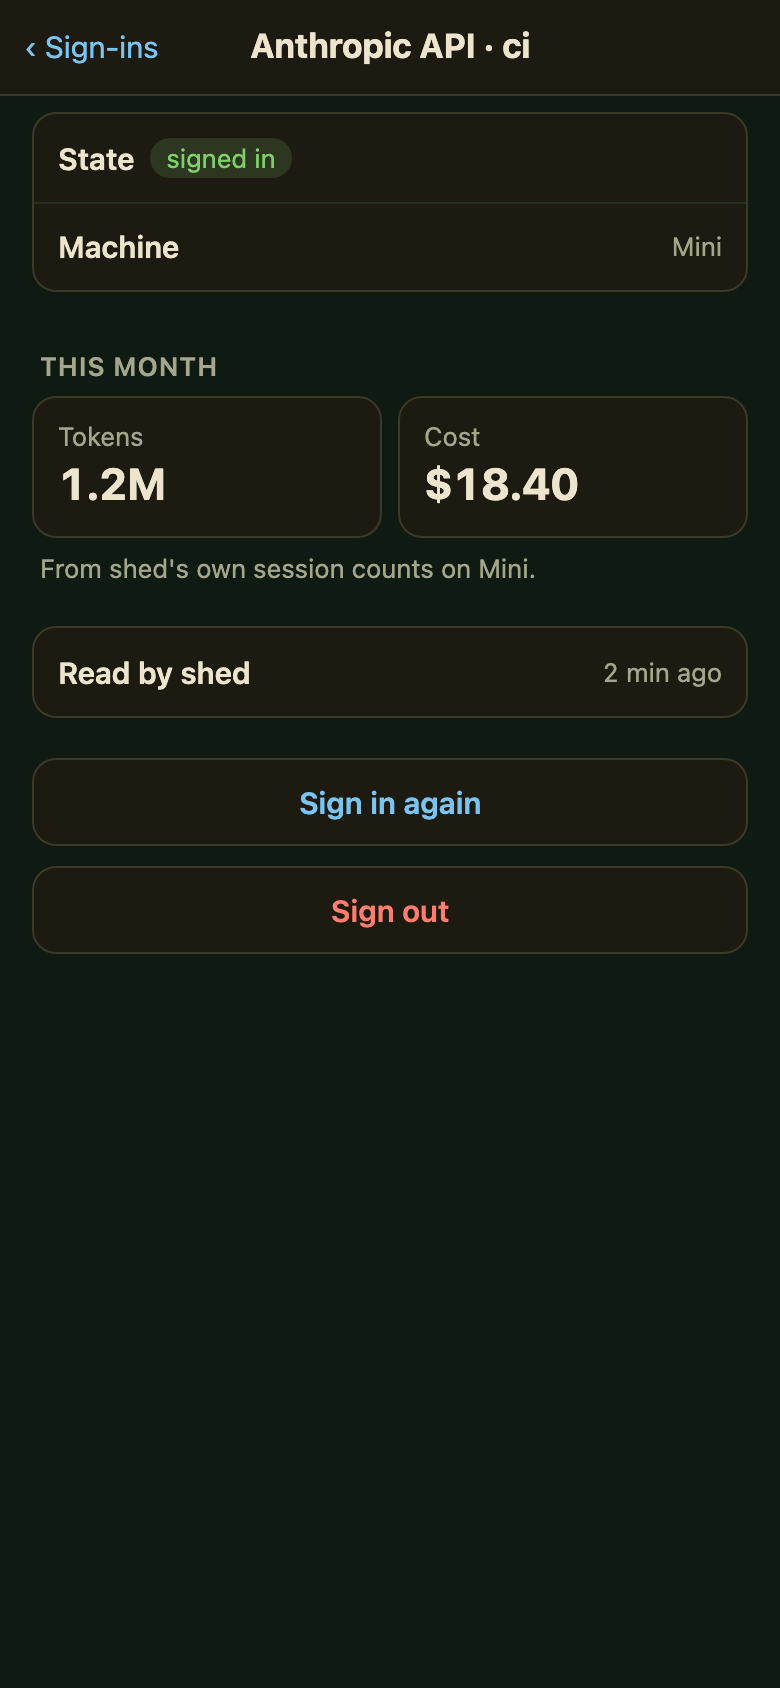 ‹ Sign-ins
Anthropic API · ci
State signed in
Machine Mini
THIS MONTH
Tokens
1.2M
Cost
$18.40
From shed's own session counts on Mini.
Read by shed 2 min ago
Sign in again
Sign out